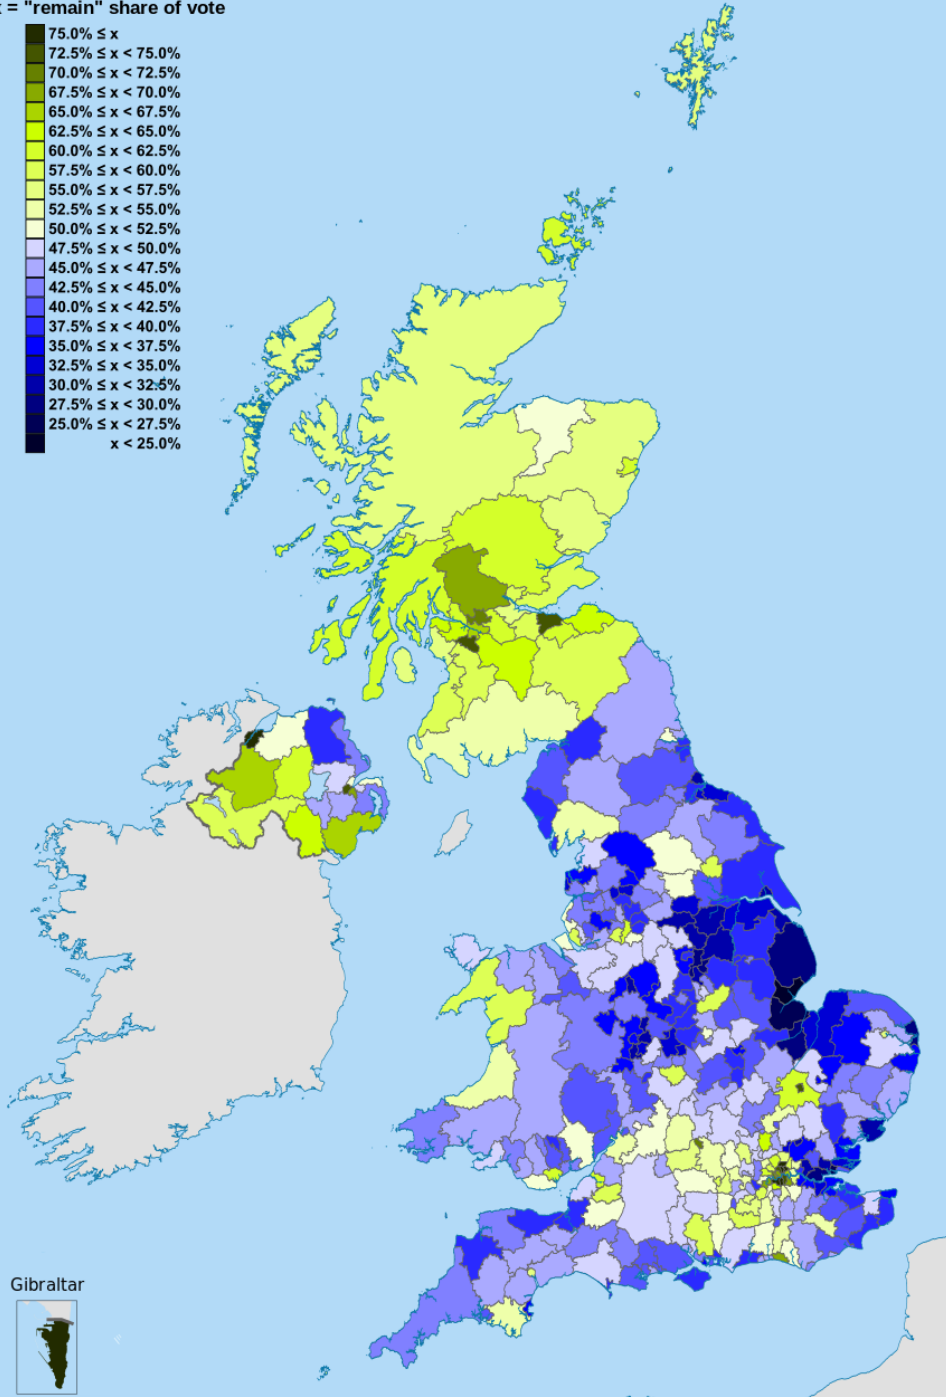 x = "remain" share of vote
75.0% ≤ x
72.5% ≤ x < 75.0%
70.0% ≤ x < 72.5%
67.5% ≤ x < 70.0%
65.0% ≤ x < 67.5%
62.5% ≤ x < 65.0%
60.0% ≤ x < 62.5%
57.5% ≤ x < 60.0%
55.0% ≤ x < 57.5%
52.5% ≤ x < 55.0%
50.0% ≤ x < 52.5%
47.5% ≤ x < 50.0%
45.0% ≤ x < 47.5%
42.5% ≤ x < 45.0%
40.0% ≤ x < 42.5%
37.5% ≤ x < 40.0%
35.0% ≤ x < 37.5%
32.5% ≤ x < 35.0%
30.0% ≤ x < 32.5%
27.5% ≤ x < 30.0%
25.0% ≤ x < 27.5%
x < 25.0%
Gibraltar